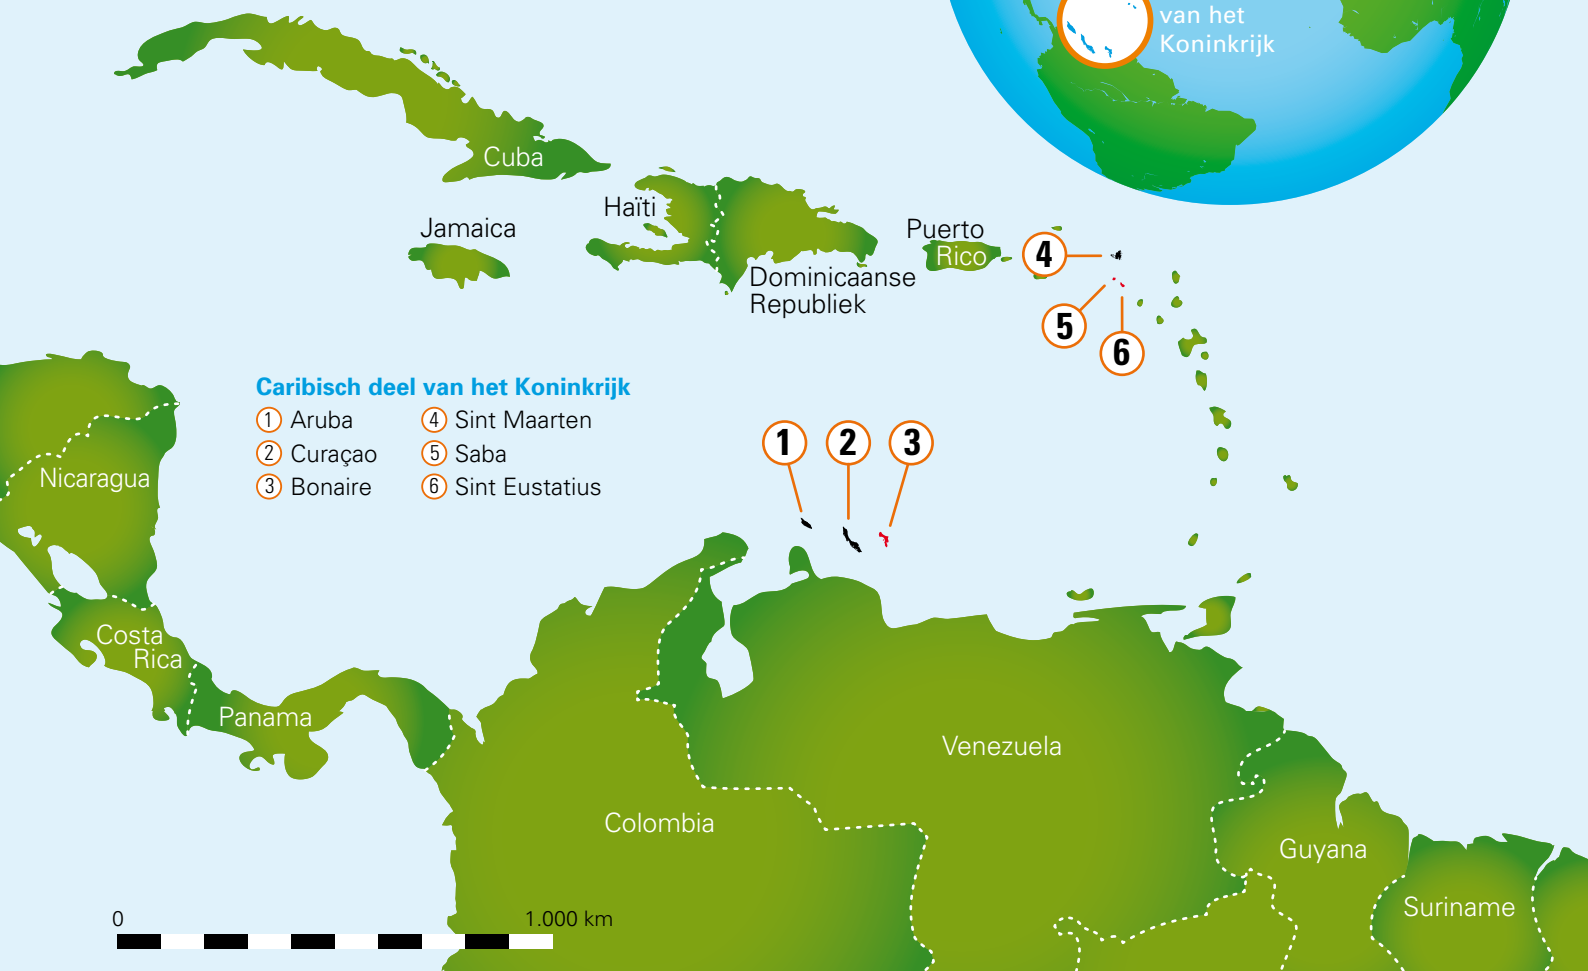 van het
Koninkrijk
Cuba
Haïti
Jamaica
Puerto
Rico
Dominicaanse
Republiek
4
5
6
Caribisch deel van het Koninkrijk
1 Aruba
2 Curaçao
3 Bonaire
4 Sint Maarten
5 Saba
6 Sint Eustatius
1
2
3
Nicaragua
Costa
Rica
Panama
Venezuela
Colombia
Guyana
Suriname
0
1.000 km